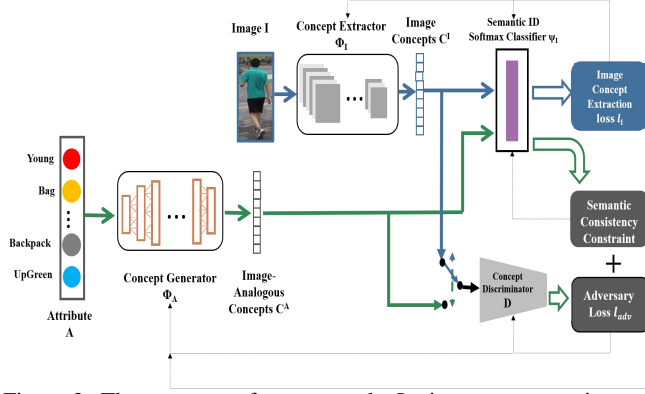 Image I
Concept Extractor
Φ_I
Image
Concepts C^I
Semantic ID
Softmax Classifier ψ_I
Image
Concept
Extraction
loss l_I
Young
Bag
Backpack
UpGreen
Attribute
A
Concept Generator
Φ_A
Image-
Analogous
Concepts C^A
Concept
Discriminator
D
Semantic
Consistency
Constraint
+
Adversary
Loss l_adv